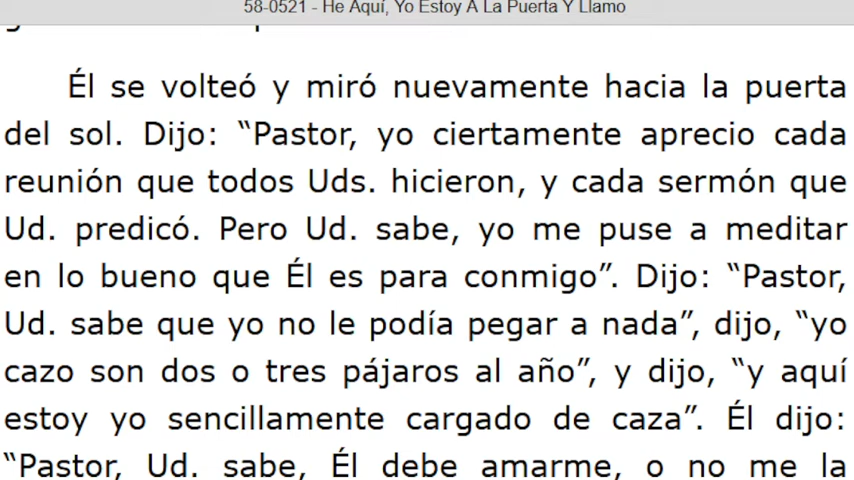 58-0521 - He Aquí, Yo Estoy A La Puerta Y Llamo
Él se volteó y miró nuevamente hacia la puerta
del sol. Dijo: “Pastor, yo ciertamente aprecio cada
reunión que todos Uds. hicieron, y cada sermón que
Ud. predicó. Pero Ud. sabe, yo me puse a meditar
en lo bueno que Él es para conmigo”. Dijo: “Pastor,
Ud. sabe que yo no le podía pegar a nada”, dijo, “yo
cazo son dos o tres pájaros al año”, y dijo, “y aquí
estoy yo sencillamente cargado de caza”. Él dijo:
“Pastor, Ud. sabe, Él debe amarme, o no me la